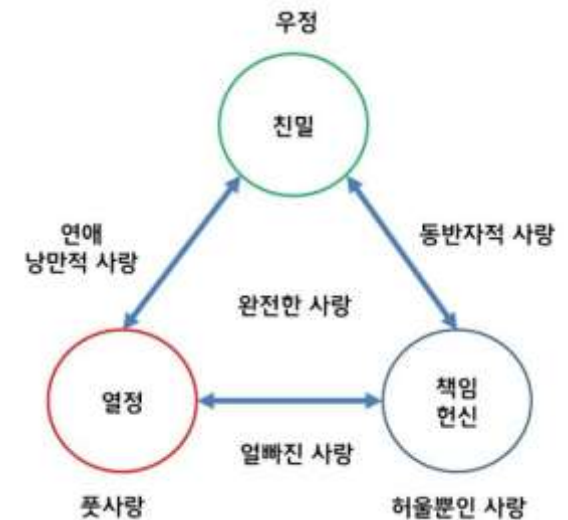 우정
친밀
연애
낭만적 사랑
동반자적 사랑
완전한 사랑
열정
책임
헌신
얼빠진 사랑
풋사랑
허울뿐인 사랑